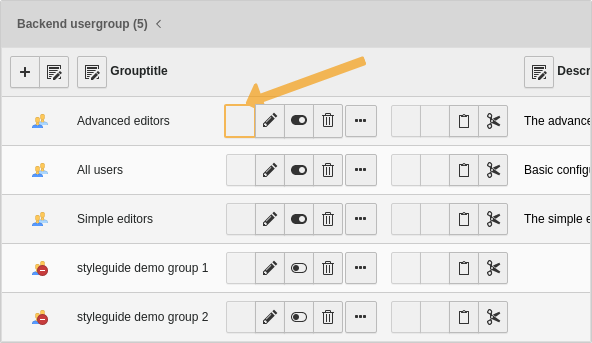 Backend usergroup (5)
Grouptitle
Descr
Advanced editors
The advance
All users
Basic configu
Simple editors
The simple e
styleguide demo group 1
styleguide demo group 2